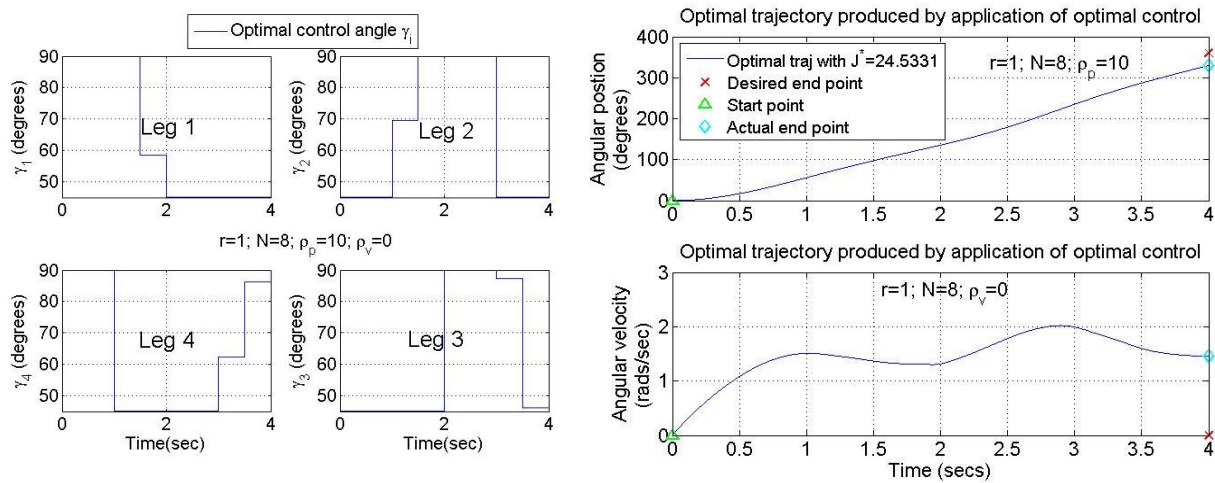 Optimal control angle γi
90
80
70
60
50
γ1 (degrees)
Leg 1
0
2
4
90
80
70
60
50
γ2 (degrees)
Leg 2
0
2
4
r=1; N=8; ρp=10; ρv=0
90
80
70
60
50
γ4 (degrees)
Leg 4
0
2
4
Time(sec)
90
80
70
60
50
γ3 (degrees)
Leg 3
0
2
4
Time(sec)
Optimal trajectory produced by application of optimal control
400
300
200
100
0
Angular postion
(degrees)
Optimal traj with J*=24.5331
Desired end point
Start point
Actual end point
r=1; N=8; ρp=10
0
0.5
1
1.5
2
2.5
3
3.5
4
Optimal trajectory produced by application of optimal control
3
2
1
0
Angular velocity
(rads/sec)
r=1; N=8; ρv=0
0
0.5
1
1.5
2
2.5
3
3.5
4
Time (secs)